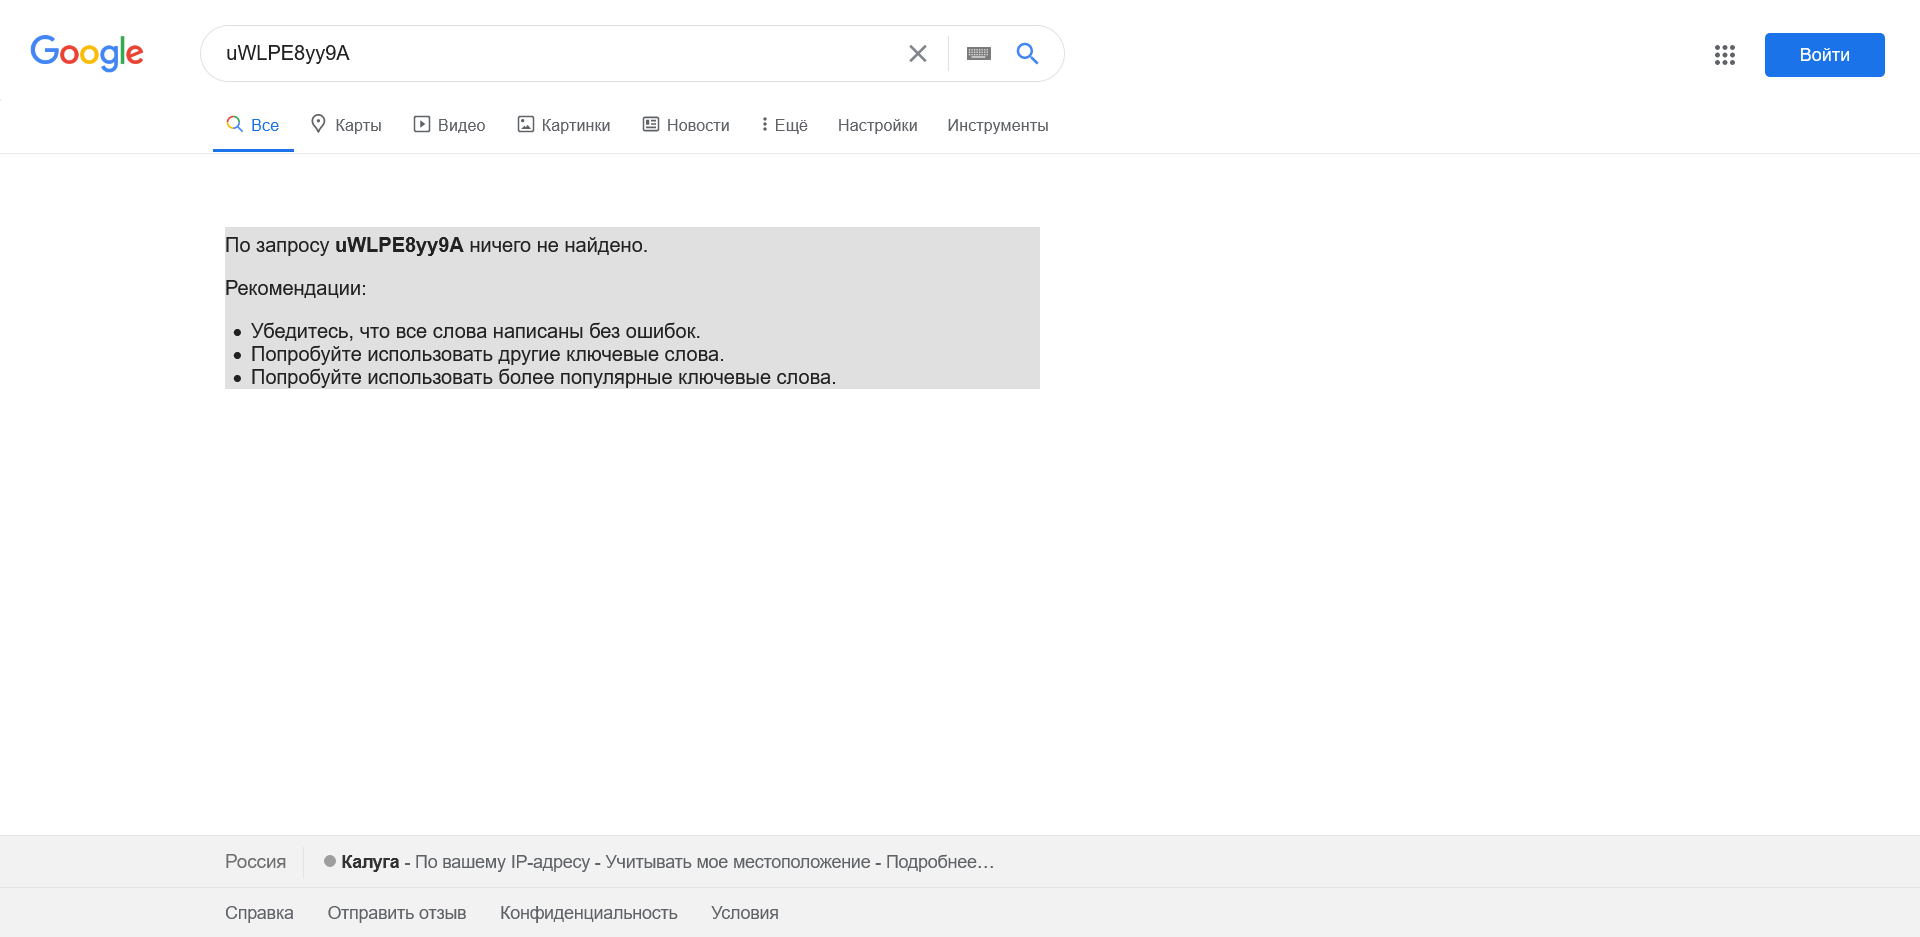 Google
uWLPE8yy9A
Войти
Все Карты Видео Картинки Новости Ещё Настройки Инструменты
По запросу uWLPE8yy9A ничего не найдено.
Рекомендации:
Убедитесь, что все слова написаны без ошибок.
Попробуйте использовать другие ключевые слова.
Попробуйте использовать более популярные ключевые слова.
Россия Калуга - По вашему IP-адресу - Учитывать мое местоположение - Подробнее…
Справка Отправить отзыв Конфиденциальность Условия